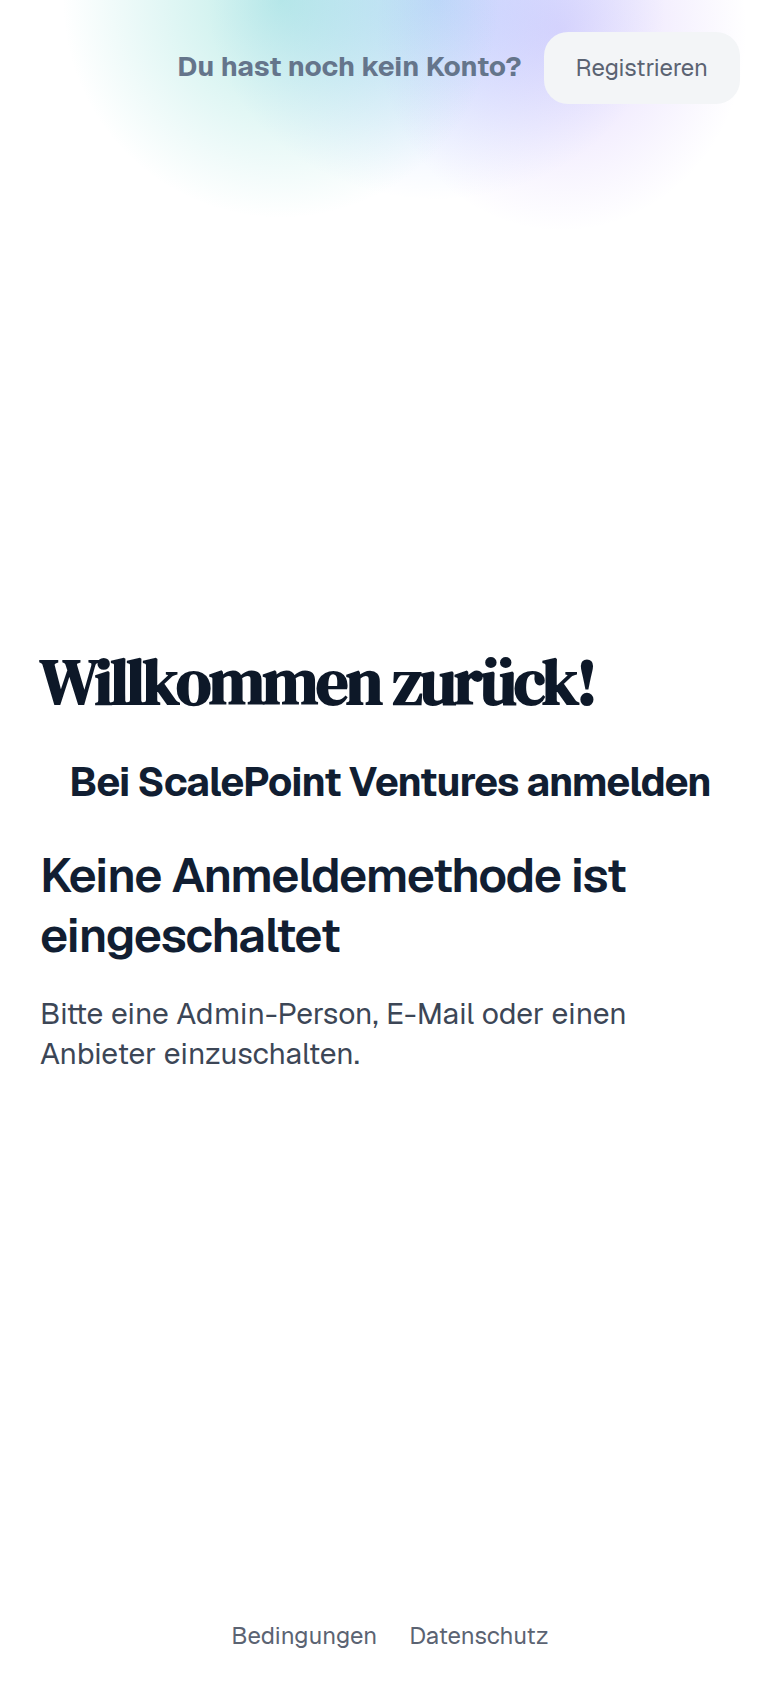 Du hast noch kein Konto? Registrieren
Willkommen zurück!
Bei ScalePoint Ventures anmelden
Keine Anmeldemethode ist
eingeschaltet
Bitte eine Admin-Person, E-Mail oder einen
Anbieter einzuschalten.
Bedingungen Datenschutz